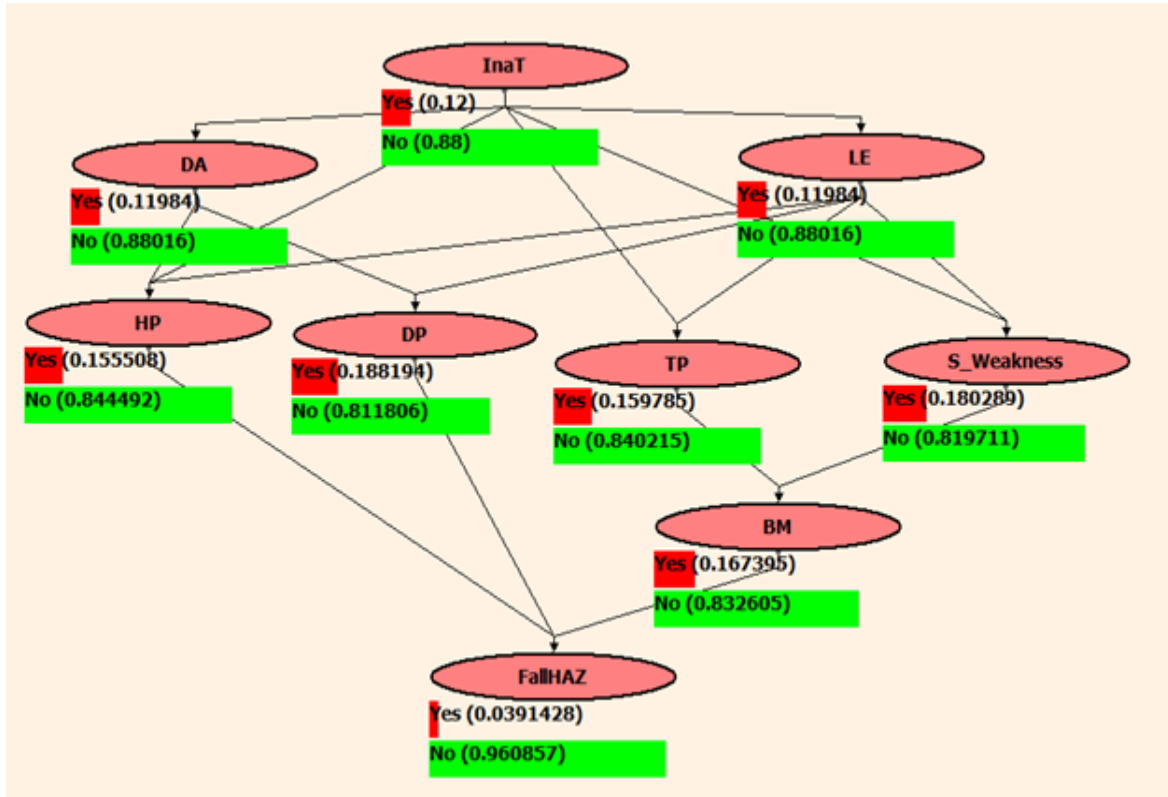 InaT
Yes (0.12)
No (0.88)
DA
Yes (0.11984)
No (0.88016)
LE
Yes (0.11984)
No (0.88016)
HP
Yes (0.155508)
No (0.844492)
DP
Yes (0.188194)
No (0.811806)
TP
Yes (0.159785)
No (0.840215)
S_Weakness
Yes (0.180289)
No (0.819711)
BM
Yes (0.167395)
No (0.832605)
FallHAZ
Yes (0.0391428)
No (0.960857)